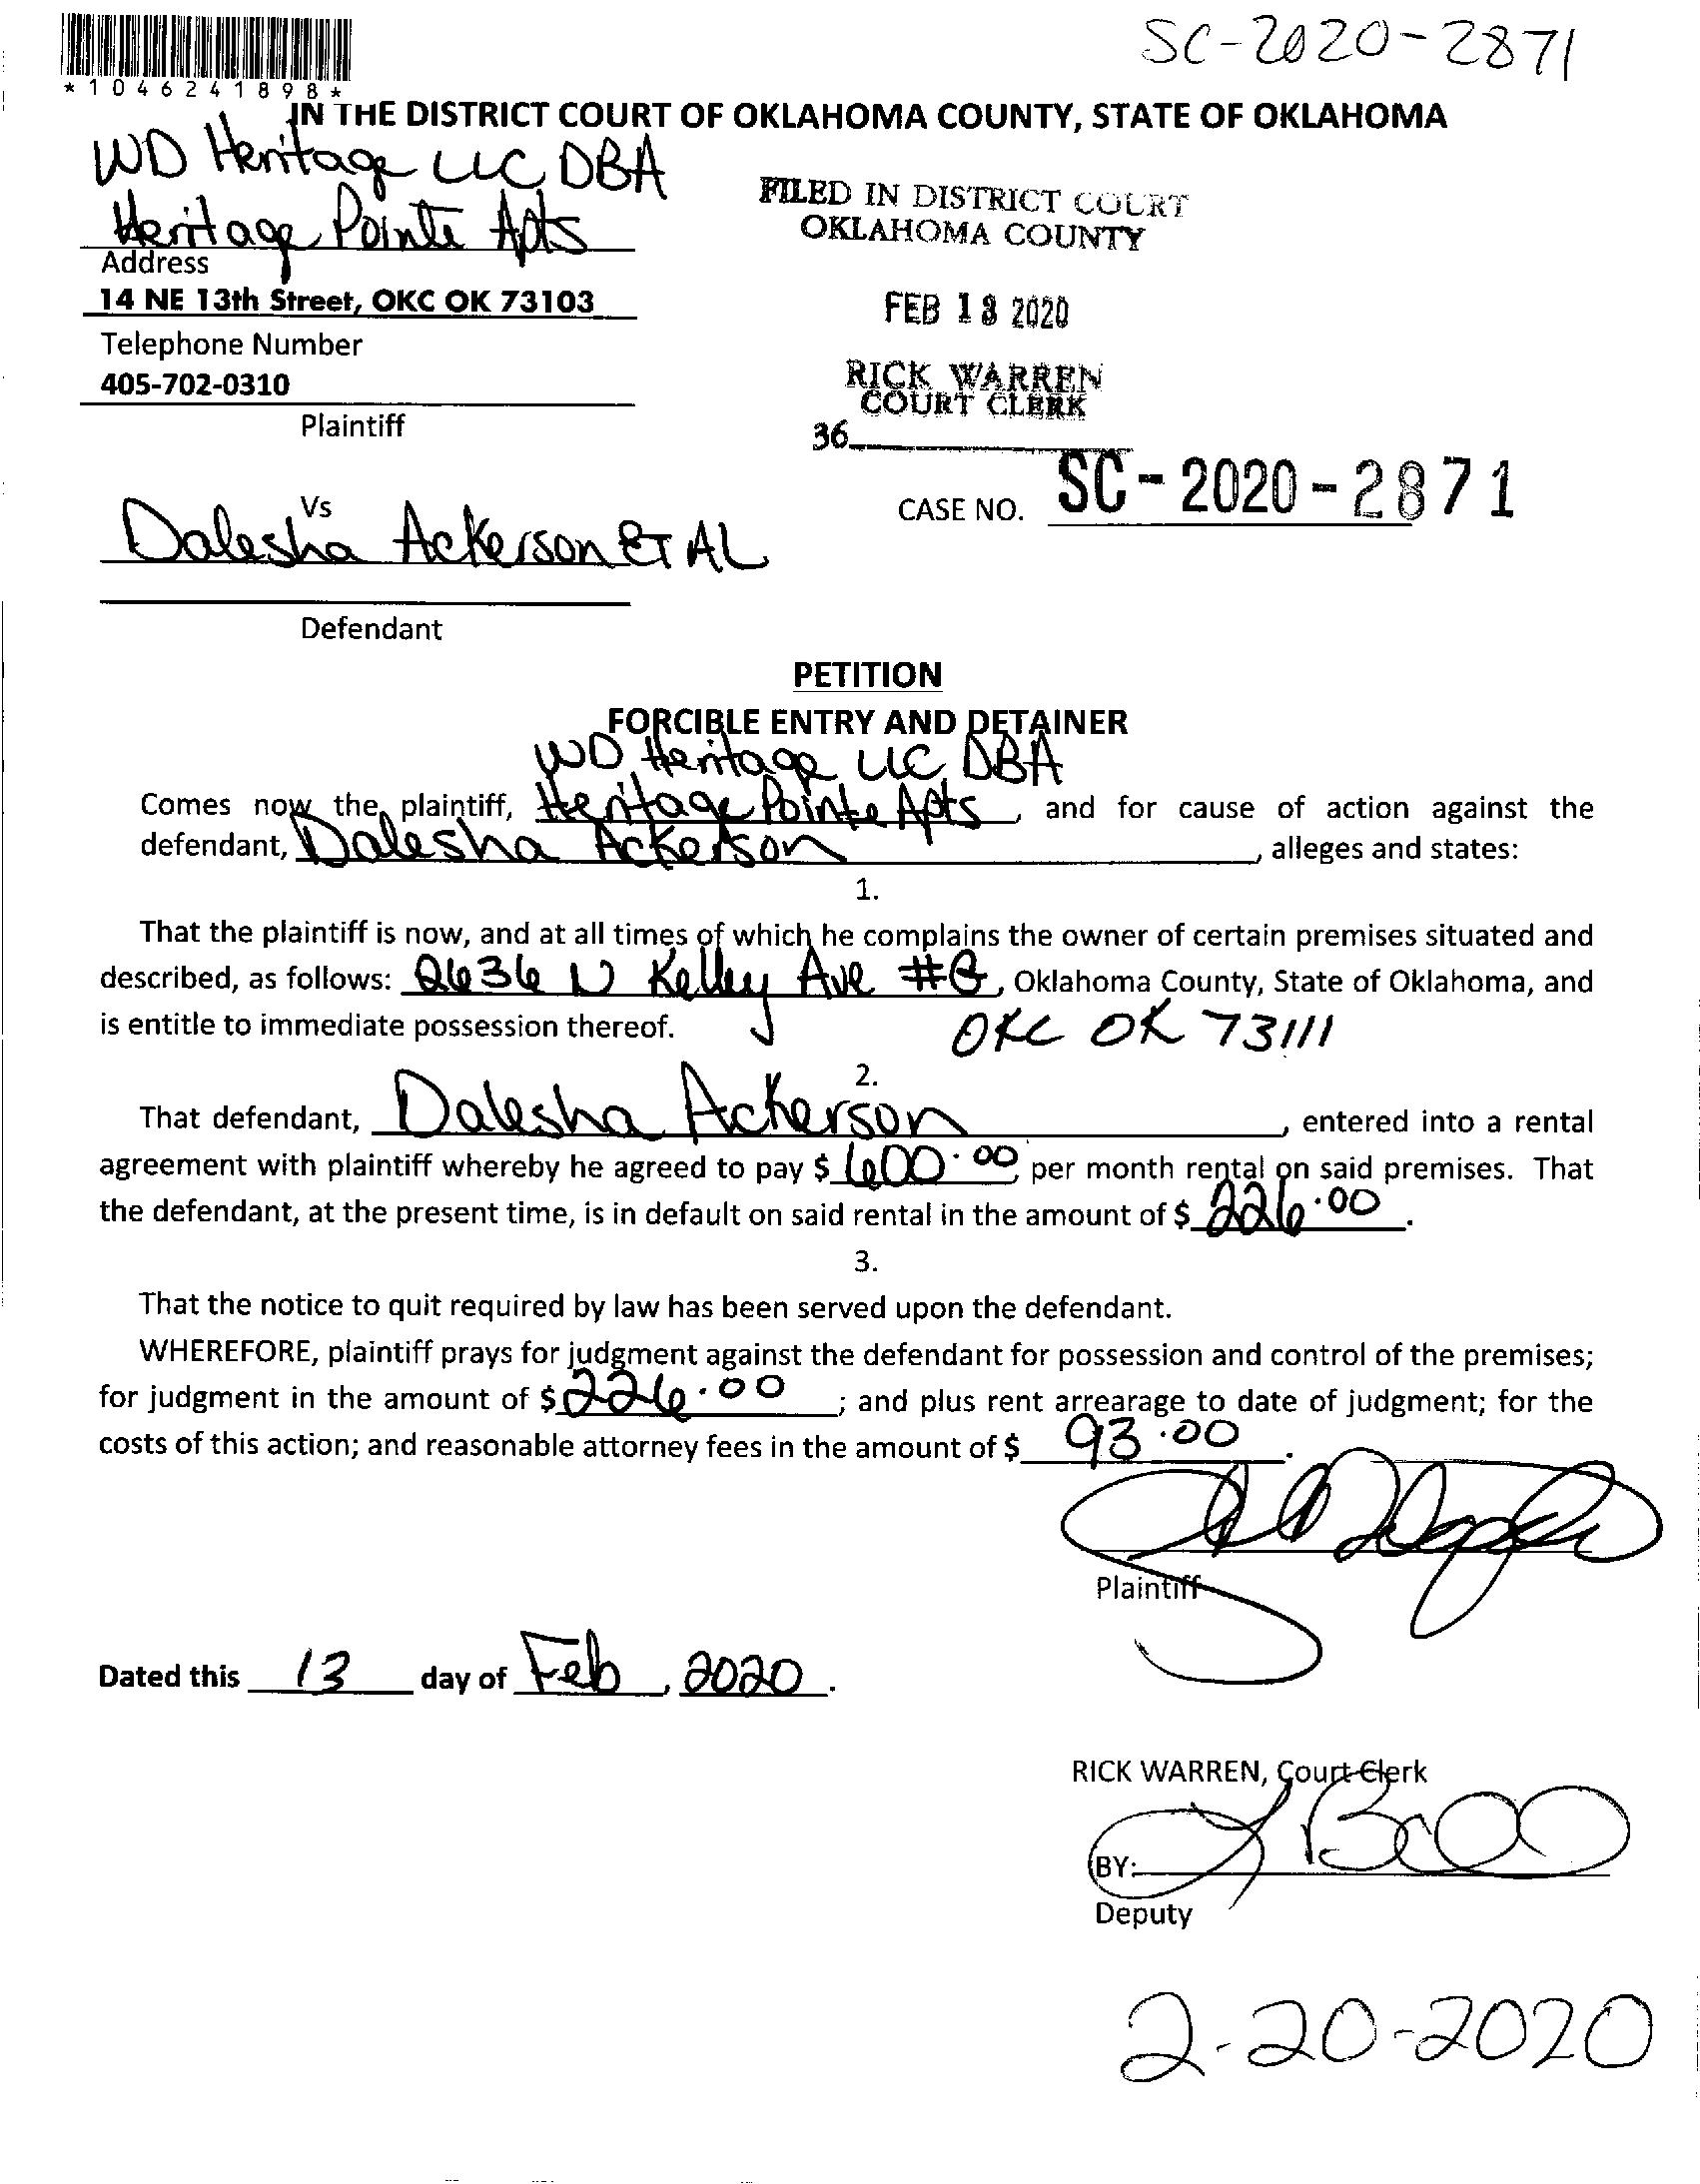 SC-2020-2871
*1046241898*
IN THE DISTRICT COURT OF OKLAHOMA COUNTY, STATE OF OKLAHOMA
WD Heritage LLC DBA
Heritage Pointe Apts
Address
14 NE 13th Street, OKC OK 73103
Telephone Number
405-702-0310
Plaintiff
FILED IN DISTRICT COURT
OKLAHOMA COUNTY
FEB 13 2020
RICK WARREN
COURT CLERK
36
CASE NO. SC-2020-2871
Vs
Dalesha Ackerson ET AL
Defendant
PETITION
FORCIBLE ENTRY AND DETAINER
WD Heritage LLC DBA
Comes now the plaintiff, Heritage Pointe Apts, and for cause of action against the
defendant, Dalesha Ackerson, alleges and states:
1.
That the plaintiff is now, and at all times of which he complains the owner of certain premises situated and
described, as follows: 2636 N Kelley Ave #, Oklahoma County, State of Oklahoma, and
is entitle to immediate possession thereof. OKC OK 73111
2.
That defendant, Dalesha Ackerson, entered into a rental
agreement with plaintiff whereby he agreed to pay $ 600.00 per month rental on said premises. That
the defendant, at the present time, is in default on said rental in the amount of $ 226.00.
3.
That the notice to quit required by law has been served upon the defendant.
WHEREFORE, plaintiff prays for judgment against the defendant for possession and control of the premises;
for judgment in the amount of $ 226.00; and plus rent arrearage to date of judgment; for the
costs of this action; and reasonable attorney fees in the amount of $ 93.00.
Plaintiff
Dated this 13 day of Feb, 2020.
RICK WARREN, Court Clerk
BY:
Deputy
2-20-2020